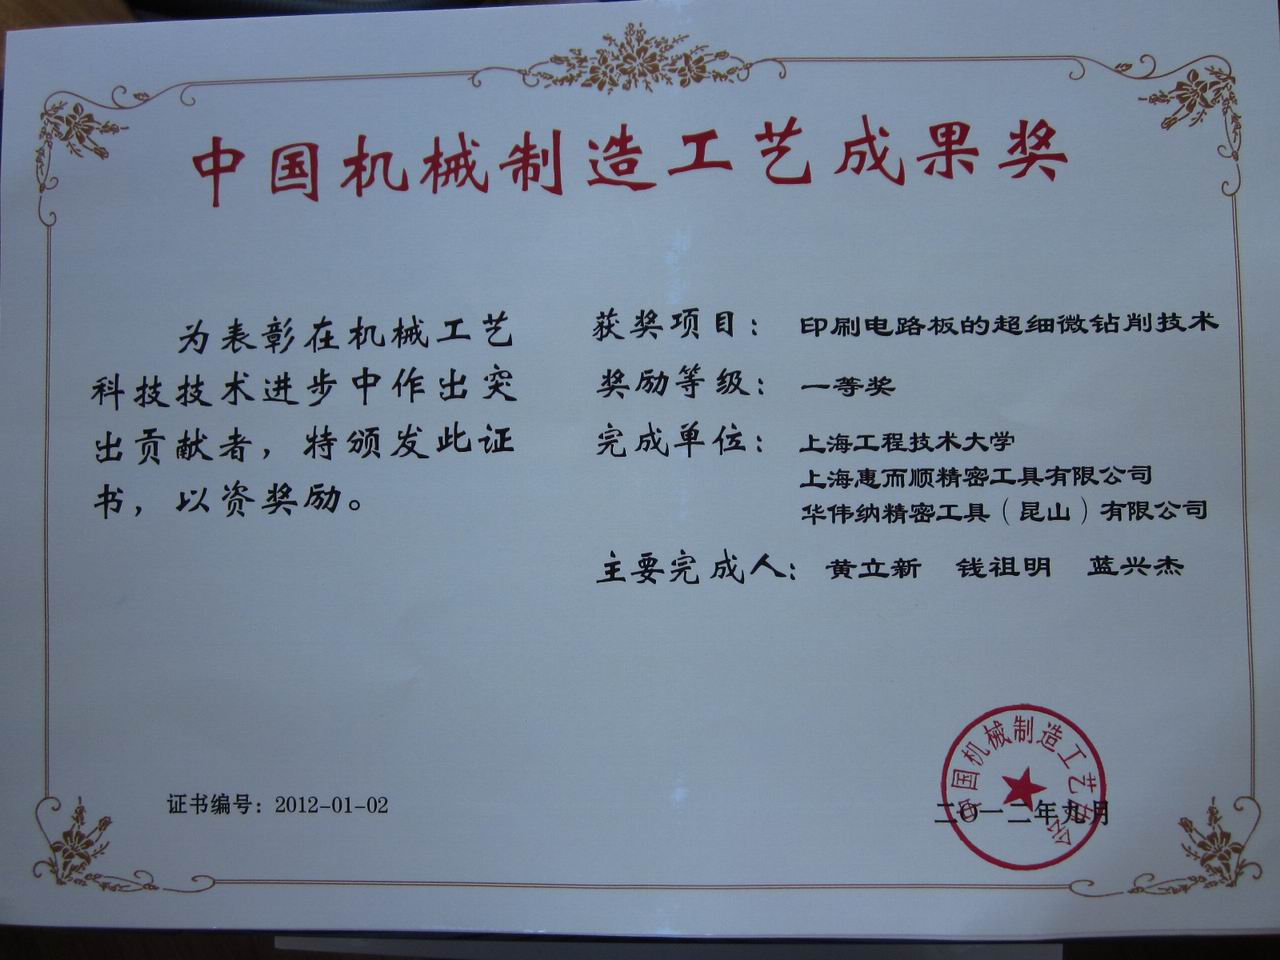 中国机械制造工艺成果奖
为表彰在机械工艺
科技技术进步中作出突
出贡献者，特颁发此证
书，以资奖励。
获奖项目：印刷电路板的超细微钻削技术
奖励等级：一等奖
完成单位：上海工程技术大学
上海惠而顺精密工具有限公司
华伟纳精密工具（昆山）有限公司
主要完成人：黄立新 钱祖明 蓝兴杰
证书编号：2012-01-02
中国机械制造工艺协会
二〇一二年九月